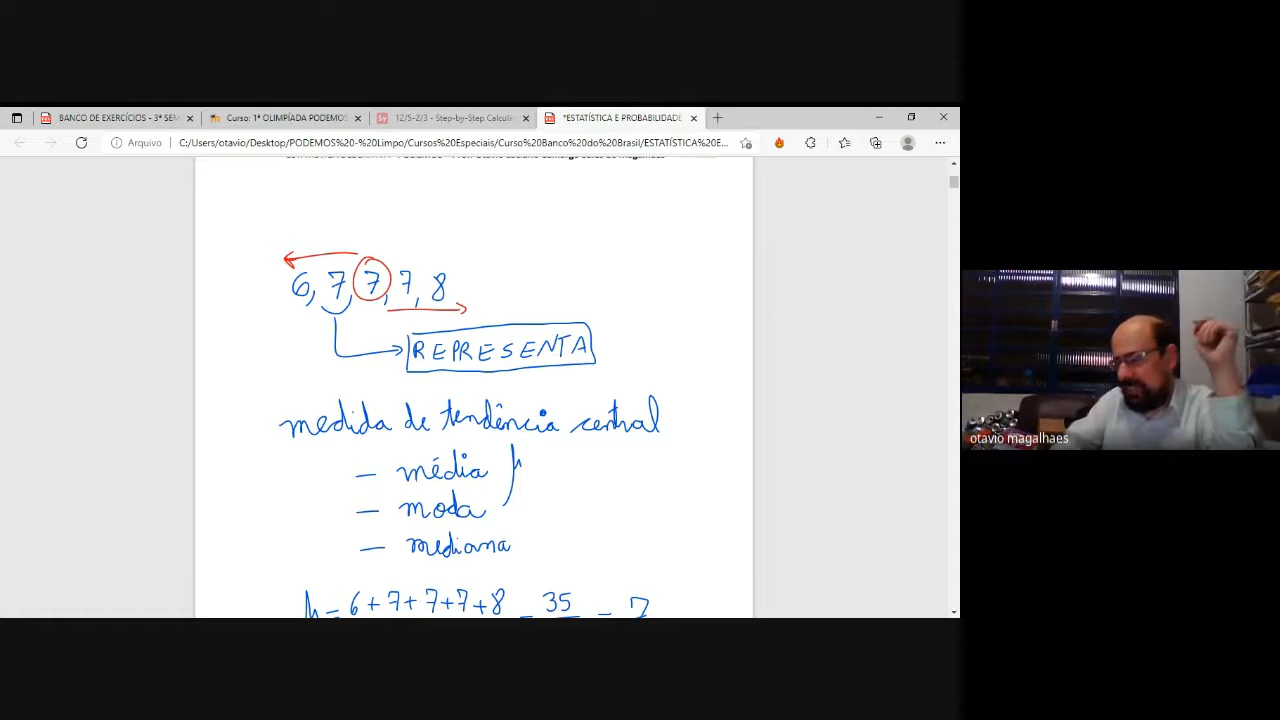 BANCO DE EXERCÍCIOS - 3ª SEM
Curso: 1ª OLIMPÍADA PODEMOS
12/5-2/3 - Step-by-Step Calcul
*ESTATÍSTICA E PROBABILIDADE
Arquivo
C:/Users/otavio/Desktop/PODEMOS%20-%20Limpo/Cursos%20Especiais/Curso%20Banco%20do%20Brasil/ESTATÍSTICA%20E...
6, 7, 7, 7, 8
REPRESENTA
medida de tendência central
— média μ
— moda
— mediana
μ = 6 + 7 + 7 + 7 + 8 = 35 = 7
otavio magalhaes